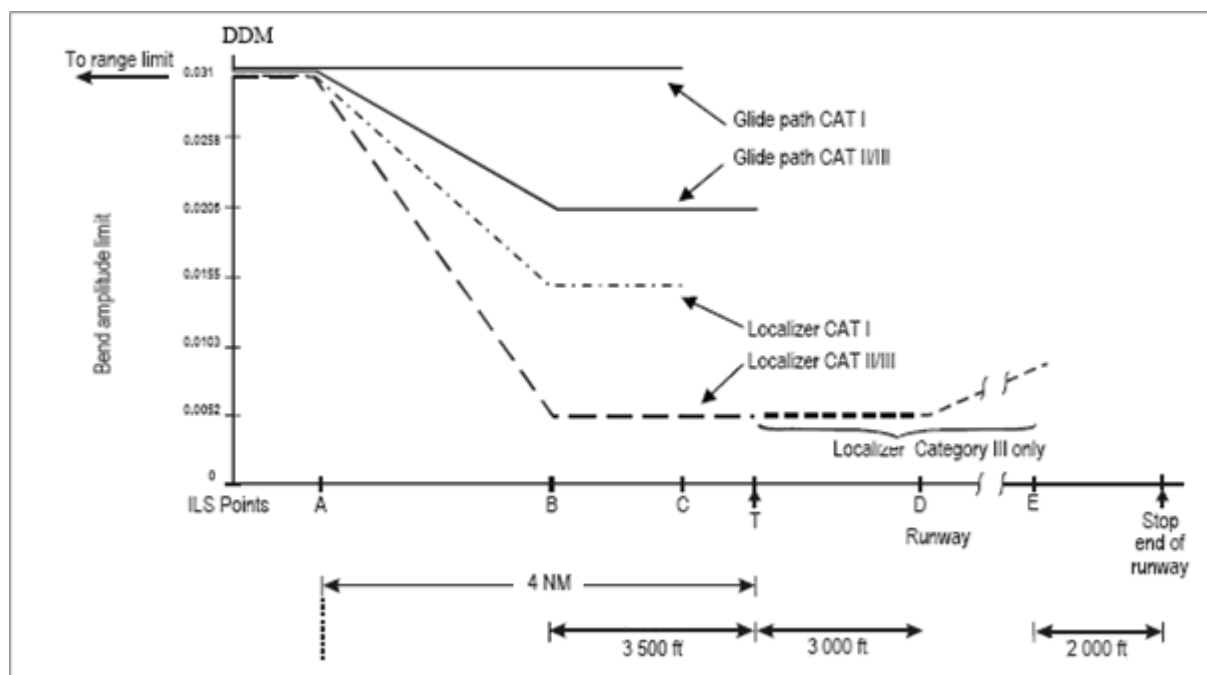 DDM
To range limit
0.031
Glide path CAT I
0.0258
Glide path CAT II/III
0.0206
Bend amplitude limit
0.0155
Localizer CAT I
0.0103
Localizer CAT II/III
0.0052
Localizer Category III only
0
ILS Points A B C T D E
Runway
Stop
end of
runway
4 NM
3 500 ft 3 000 ft 2 000 ft